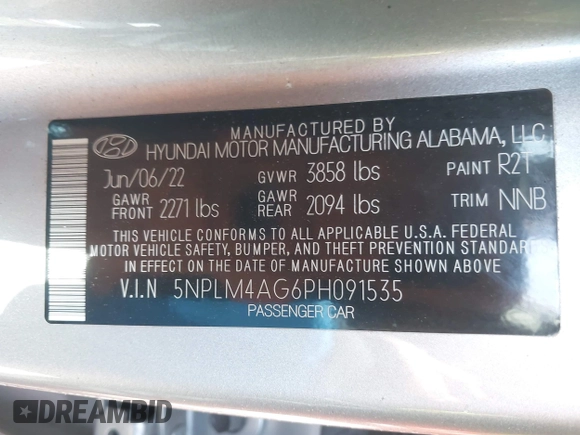 MANUFACTURED BY
HYUNDAI MOTOR MANUFACTURING ALABAMA, LLC
Jun/06/22 GVWR 3858 lbs PAINT R2T
GAWR FRONT 2271 lbs GAWR REAR 2094 lbs TRIM NNB
THIS VEHICLE CONFORMS TO ALL APPLICABLE U.S.A. FEDERAL
MOTOR VEHICLE SAFETY, BUMPER, AND THEFT PREVENTION STANDARDS
IN EFFECT ON THE DATE OF MANUFACTURE SHOWN ABOVE
V.I.N 5NPLM4AG6PH091535
PASSENGER CAR
DREAMBID